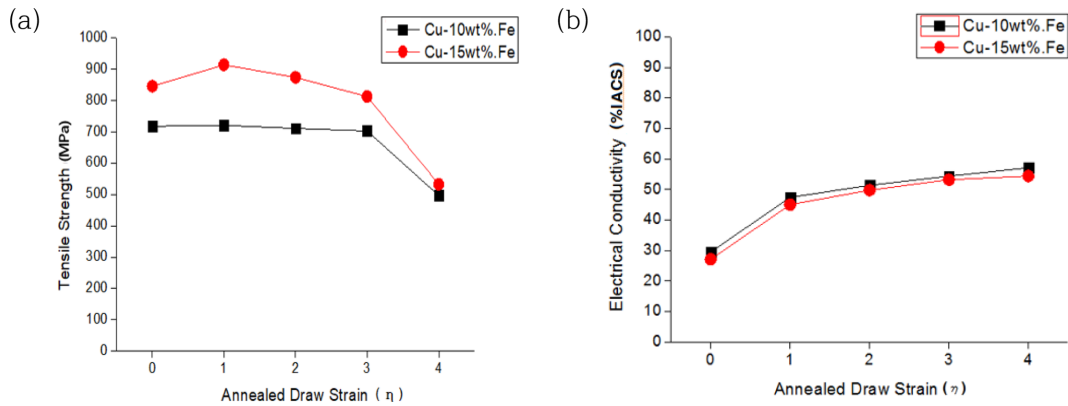 (a)
Cu-10wt%.Fe
Cu-15wt%.Fe
1000
900
800
700
600
500
400
300
200
100
0
Tensile Strength (MPa)
0 1 2 3 4
Annealed Draw Strain ( η )
(b)
Cu-10wt%.Fe
Cu-15wt%.Fe
100
90
80
70
60
50
40
30
20
10
0
Electrical Conductivity (%IACS)
0 1 2 3 4
Annealed Draw Strain (η)